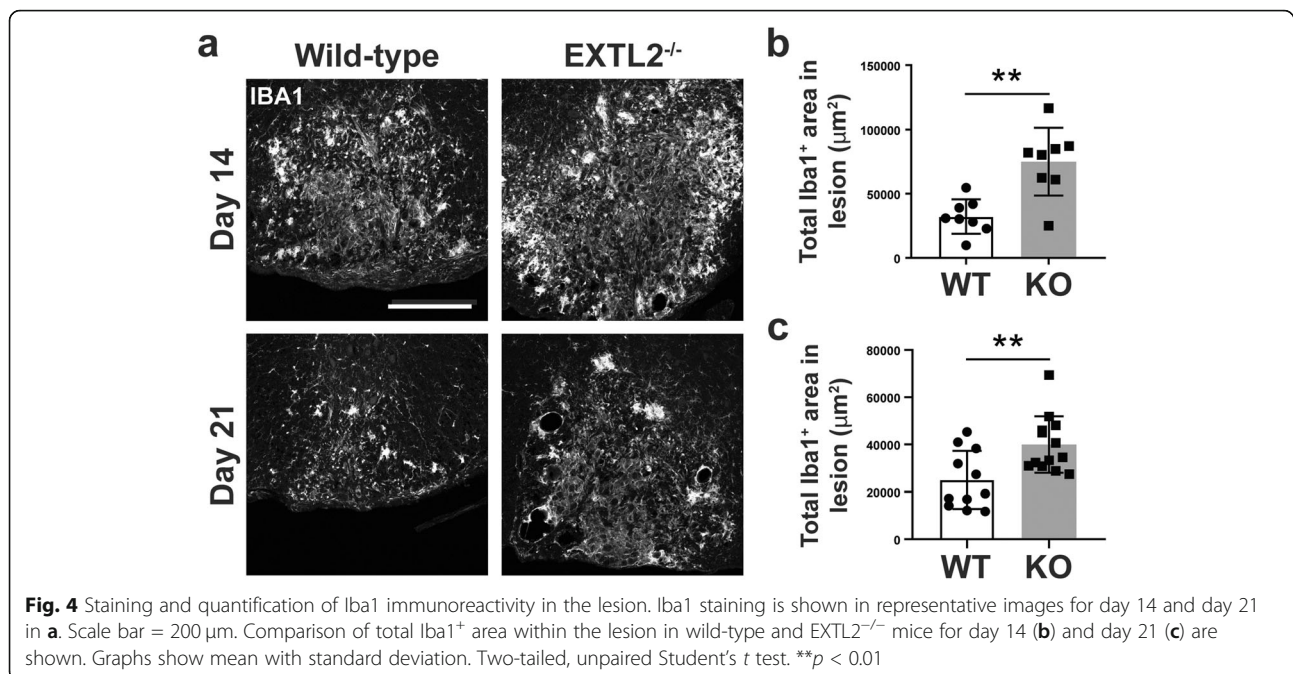 a
Wild-type
EXTL2-/-
IBA1
Day 14
Day 21
b
Total Iba1+ area in
lesion (μm²)
150000
100000
50000
0
**
WT
KO
c
Total Iba1+ area in
lesion (μm²)
80000
60000
40000
20000
0
**
WT
KO
Fig. 4 Staining and quantification of Iba1 immunoreactivity in the lesion. Iba1 staining is shown in representative images for day 14 and day 21
in a. Scale bar = 200 μm. Comparison of total Iba1+ area within the lesion in wild-type and EXTL2−/− mice for day 14 (b) and day 21 (c) are
shown. Graphs show mean with standard deviation. Two-tailed, unpaired Student’s t test. **p < 0.01